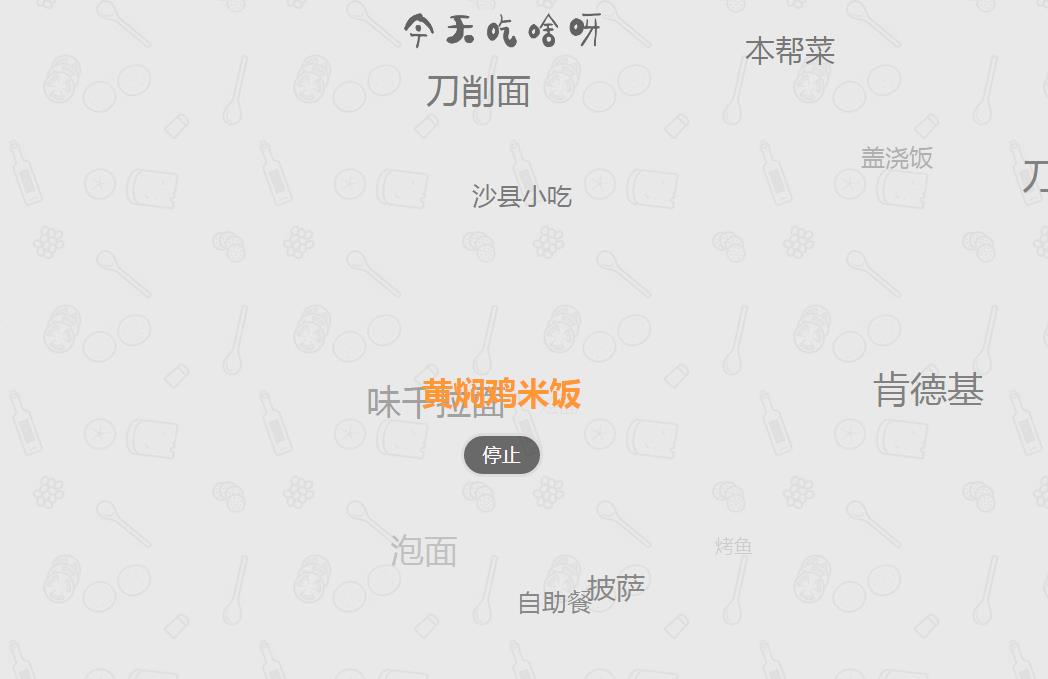 今天吃啥呀
本帮菜
刀削面
盖浇饭
刀
沙县小吃
肯德基
味千拉面
黄焖鸡米饭
停止
泡面
烤鱼
披萨
自助餐